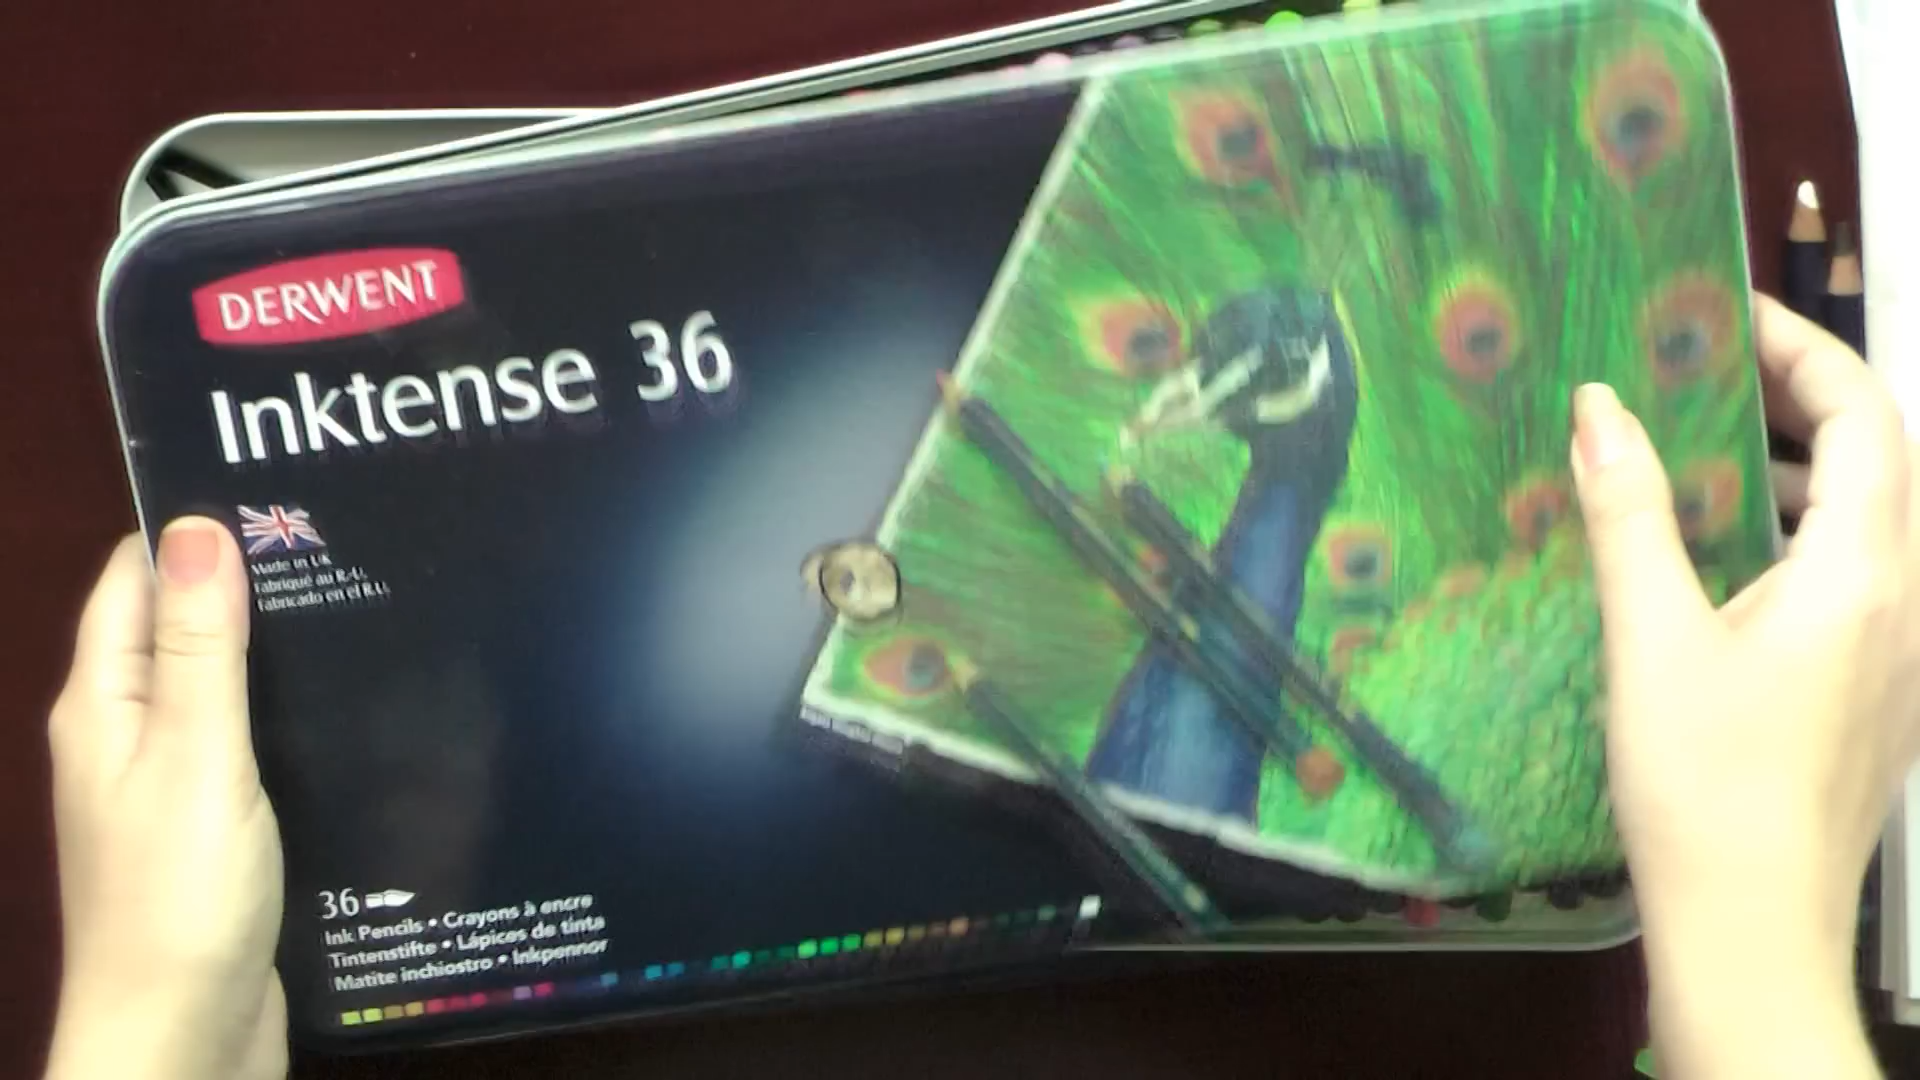 DERWENT
Inktense 36
Made in UK
Fabriqué au R.-U.
Fabricado en el R.U.
36
Ink Pencils • Crayons à encre
Tintenstifte • Lápices de tinta
Matite inchiostro • Inkpennor